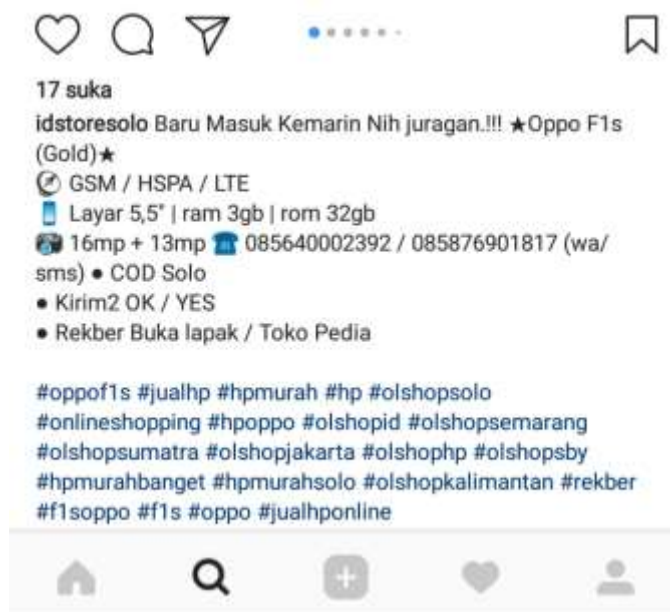 17 suka
idstoresolo Baru Masuk Kemarin Nih juragan.!!! ★Oppo F1s
(Gold)★
GSM / HSPA / LTE
Layar 5,5" | ram 3gb | rom 32gb
16mp + 13mp ☎ 085640002392 / 085876901817 (wa/
sms) ● COD Solo
● Kirim2 OK / YES
● Rekber Buka lapak / Toko Pedia
#oppof1s #jualhp #hpmurah #hp #olshopsolo
#onlineshopping #hpoppo #olshopid #olshopsemarang
#olshopsumatra #olshopjakarta #olshophp #olshopsby
#hpmurahbanget #hpmurahsolo #olshopkalimantan #rekber
#f1soppo #f1s #oppo #jualhponline